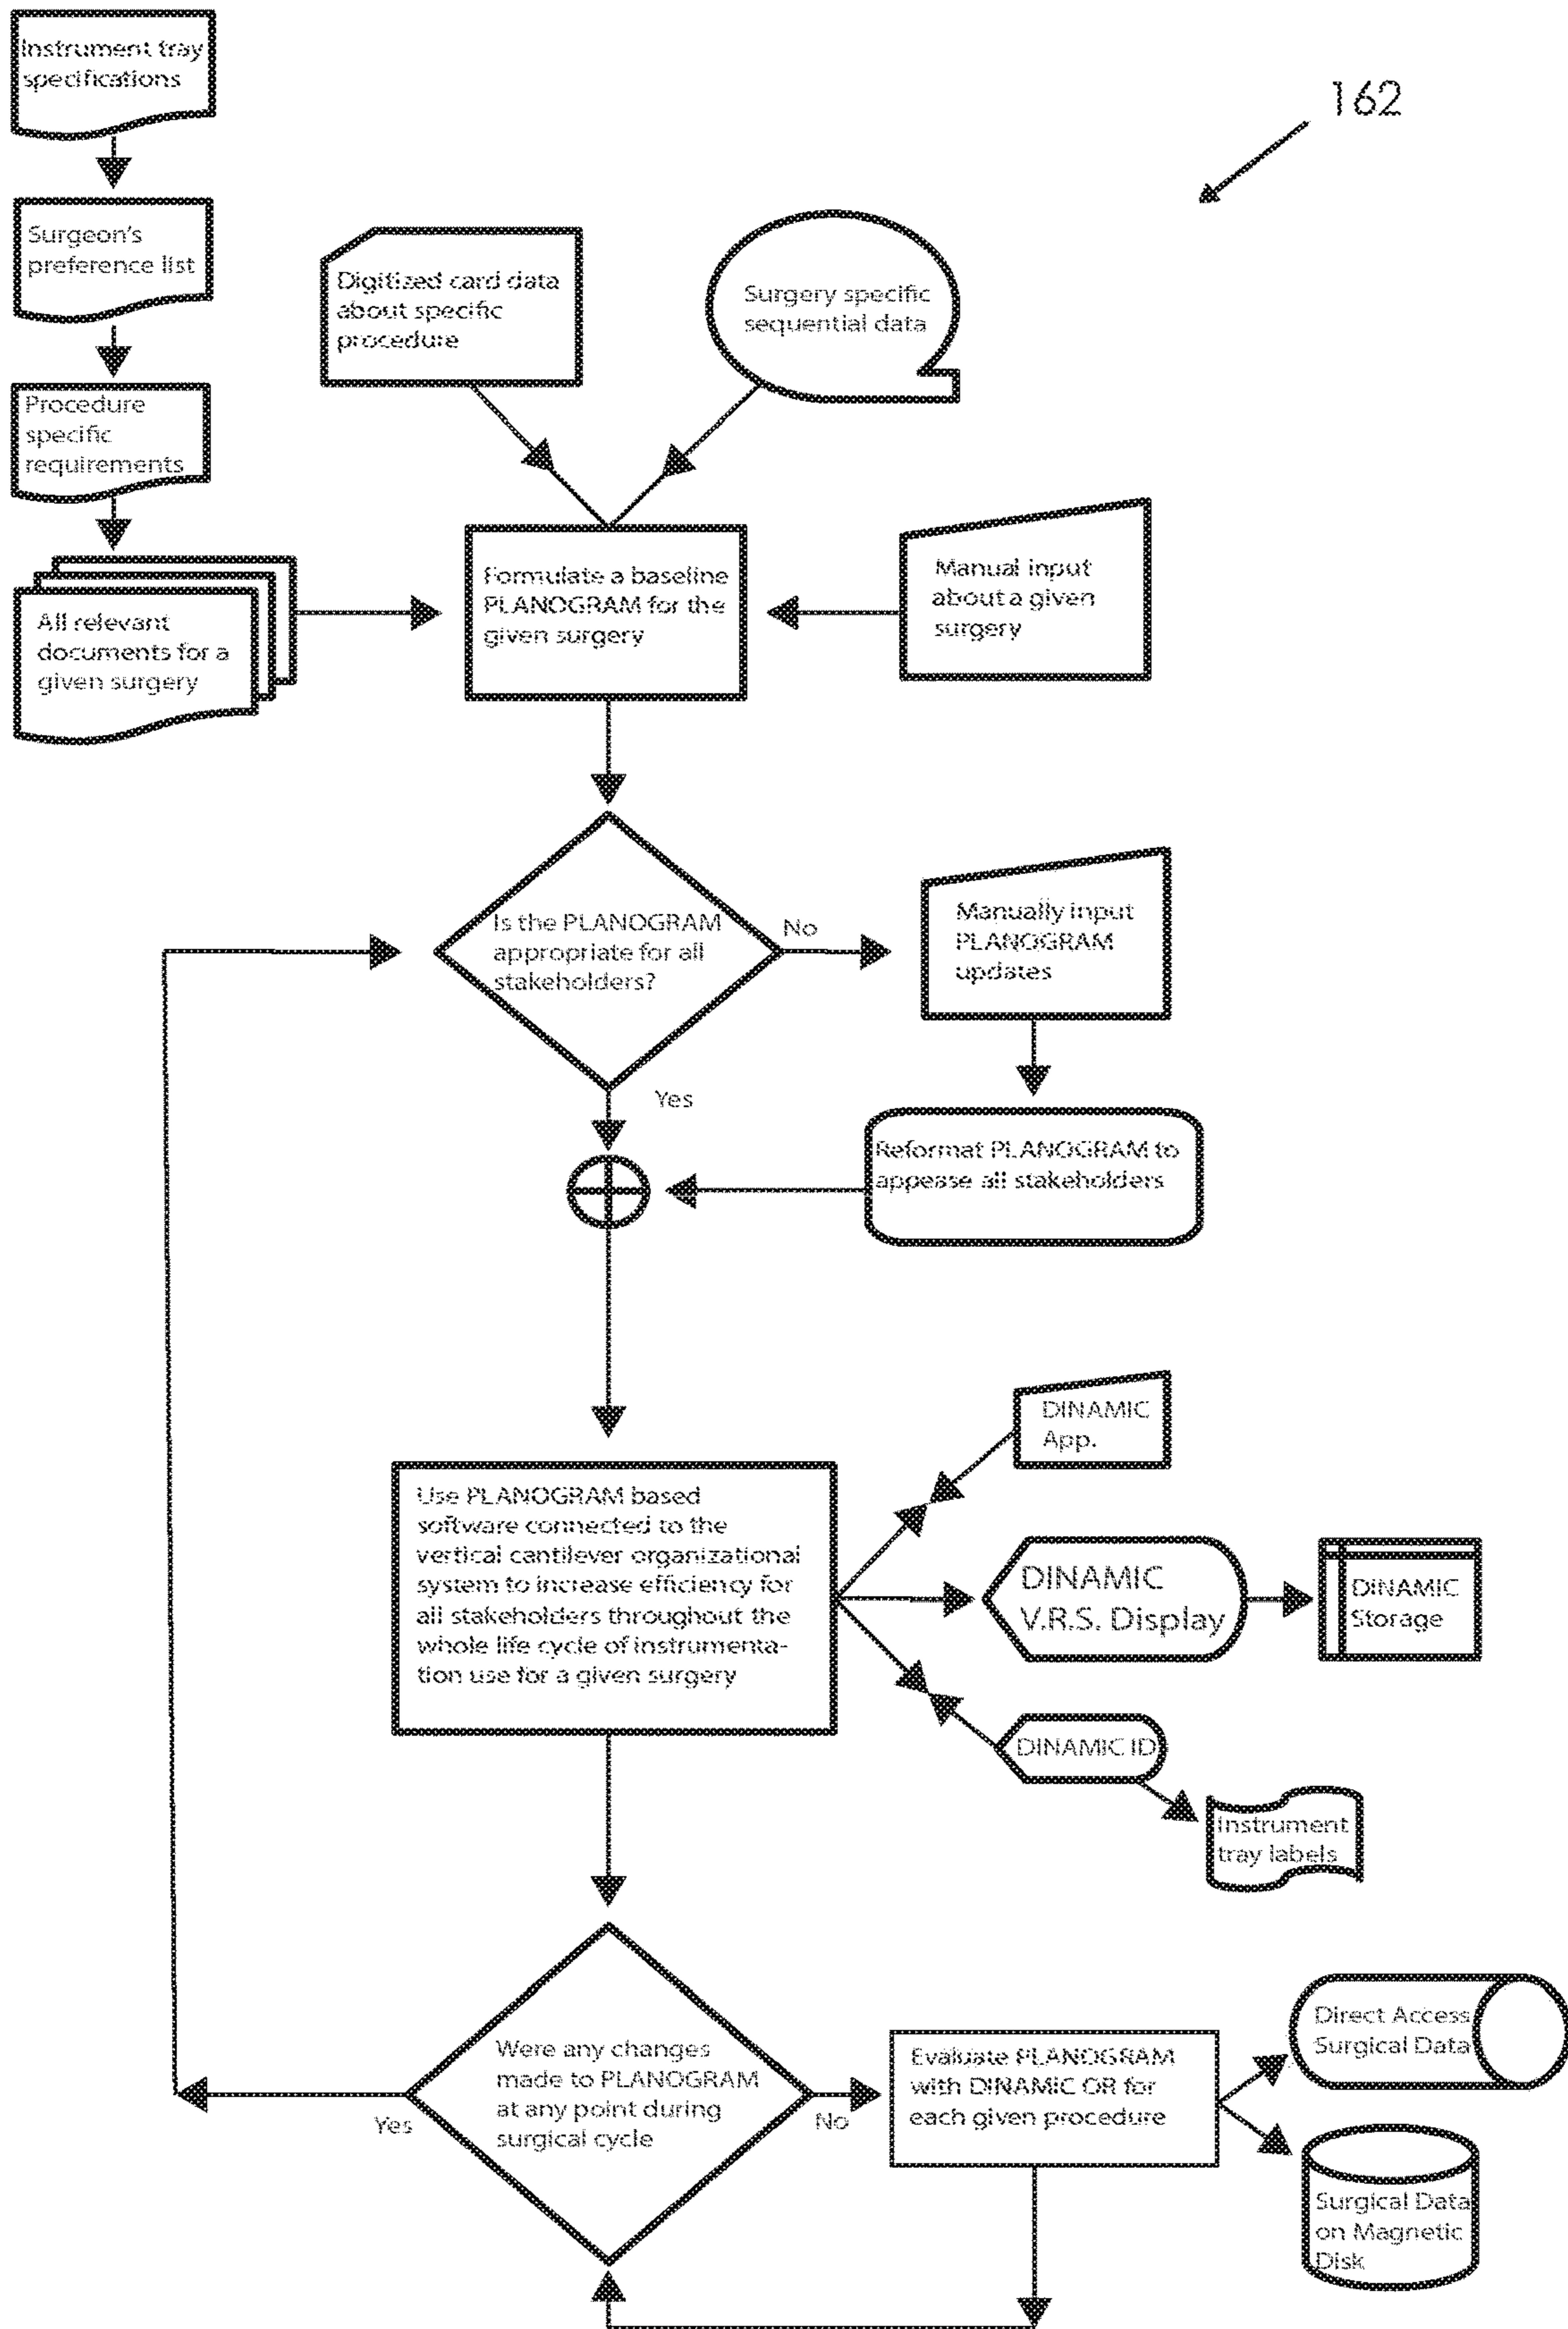 Instrument tray
specifications
162
Surgeon's
preference list
Digitized card data
about specific
procedure
Surgery specific
sequential data
Procedure
specific
requirements
All relevant
documents for a
given surgery
Formulate a baseline
PLANOGRAM for the
given surgery
Manual input
about a given
surgery
Is the PLANOGRAM
appropriate for all
stakeholders?
No
Manually input
PLANOGRAM
updates
Yes
Reformat PLANOGRAM to
appease all stakeholders
Use PLANOGRAM based
software connected to the
vertical cantilever organizational
system to increase efficiency for
all stakeholders throughout the
whole life cycle of instrumenta-
tion use for a given surgery
DINAMIC
App.
DINAMIC
V.R.S. Display
DINAMIC
Storage
DINAMIC ID
Instrument
tray labels
Were any changes
made to PLANOGRAM
at any point during
surgical cycle
Yes
No
Evaluate PLANOGRAM
with DINAMIC OR for
each given procedure
Direct Access
Surgical Data
Surgical Data
on Magnetic
Disk